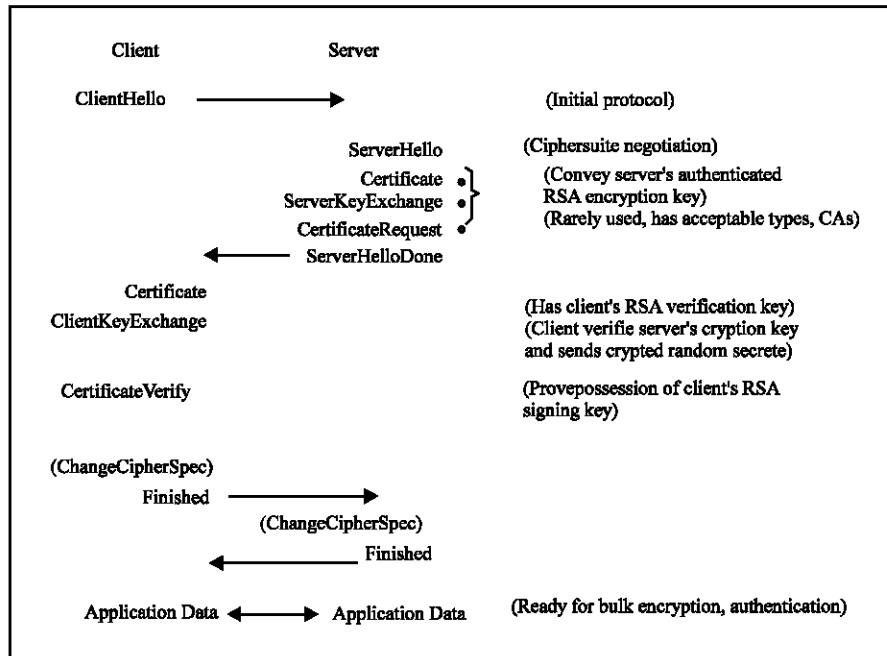 Client Server
ClientHello (Initial protocol)
ServerHello (Ciphersuite negotiation)
Certificate (Convey server's authenticated
ServerKeyExchange RSA encryption key)
CertificateRequest (Rarely used, has acceptable types, CAs)
ServerHelloDone
Certificate (Has client's RSA verification key)
ClientKeyExchange (Client verifie server's cryption key
and sends crypted random secrete)
CertificateVerify (Provepossession of client's RSA
signing key)
(ChangeCipherSpec)
Finished
(ChangeCipherSpec)
Finished
Application Data Application Data (Ready for bulk encryption, authentication)